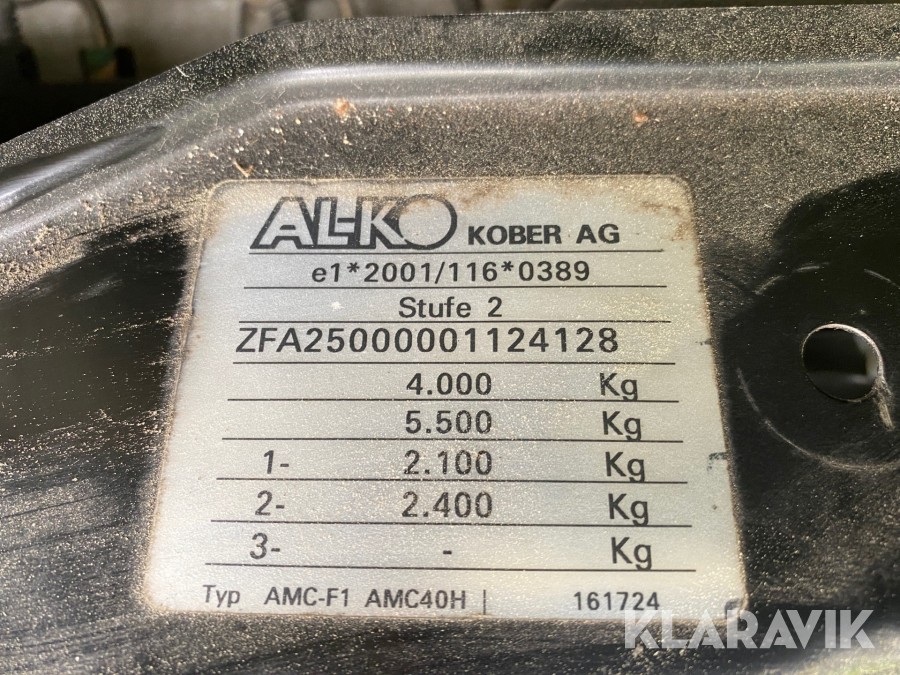 AL-KO KOBER AG
e1*2001/116*0389
Stufe 2
ZFA25000001124128
4.000 Kg
5.500 Kg
1- 2.100 Kg
2- 2.400 Kg
3- - Kg
Typ AMC-F1 AMC40H | 161724
KLARAVIK